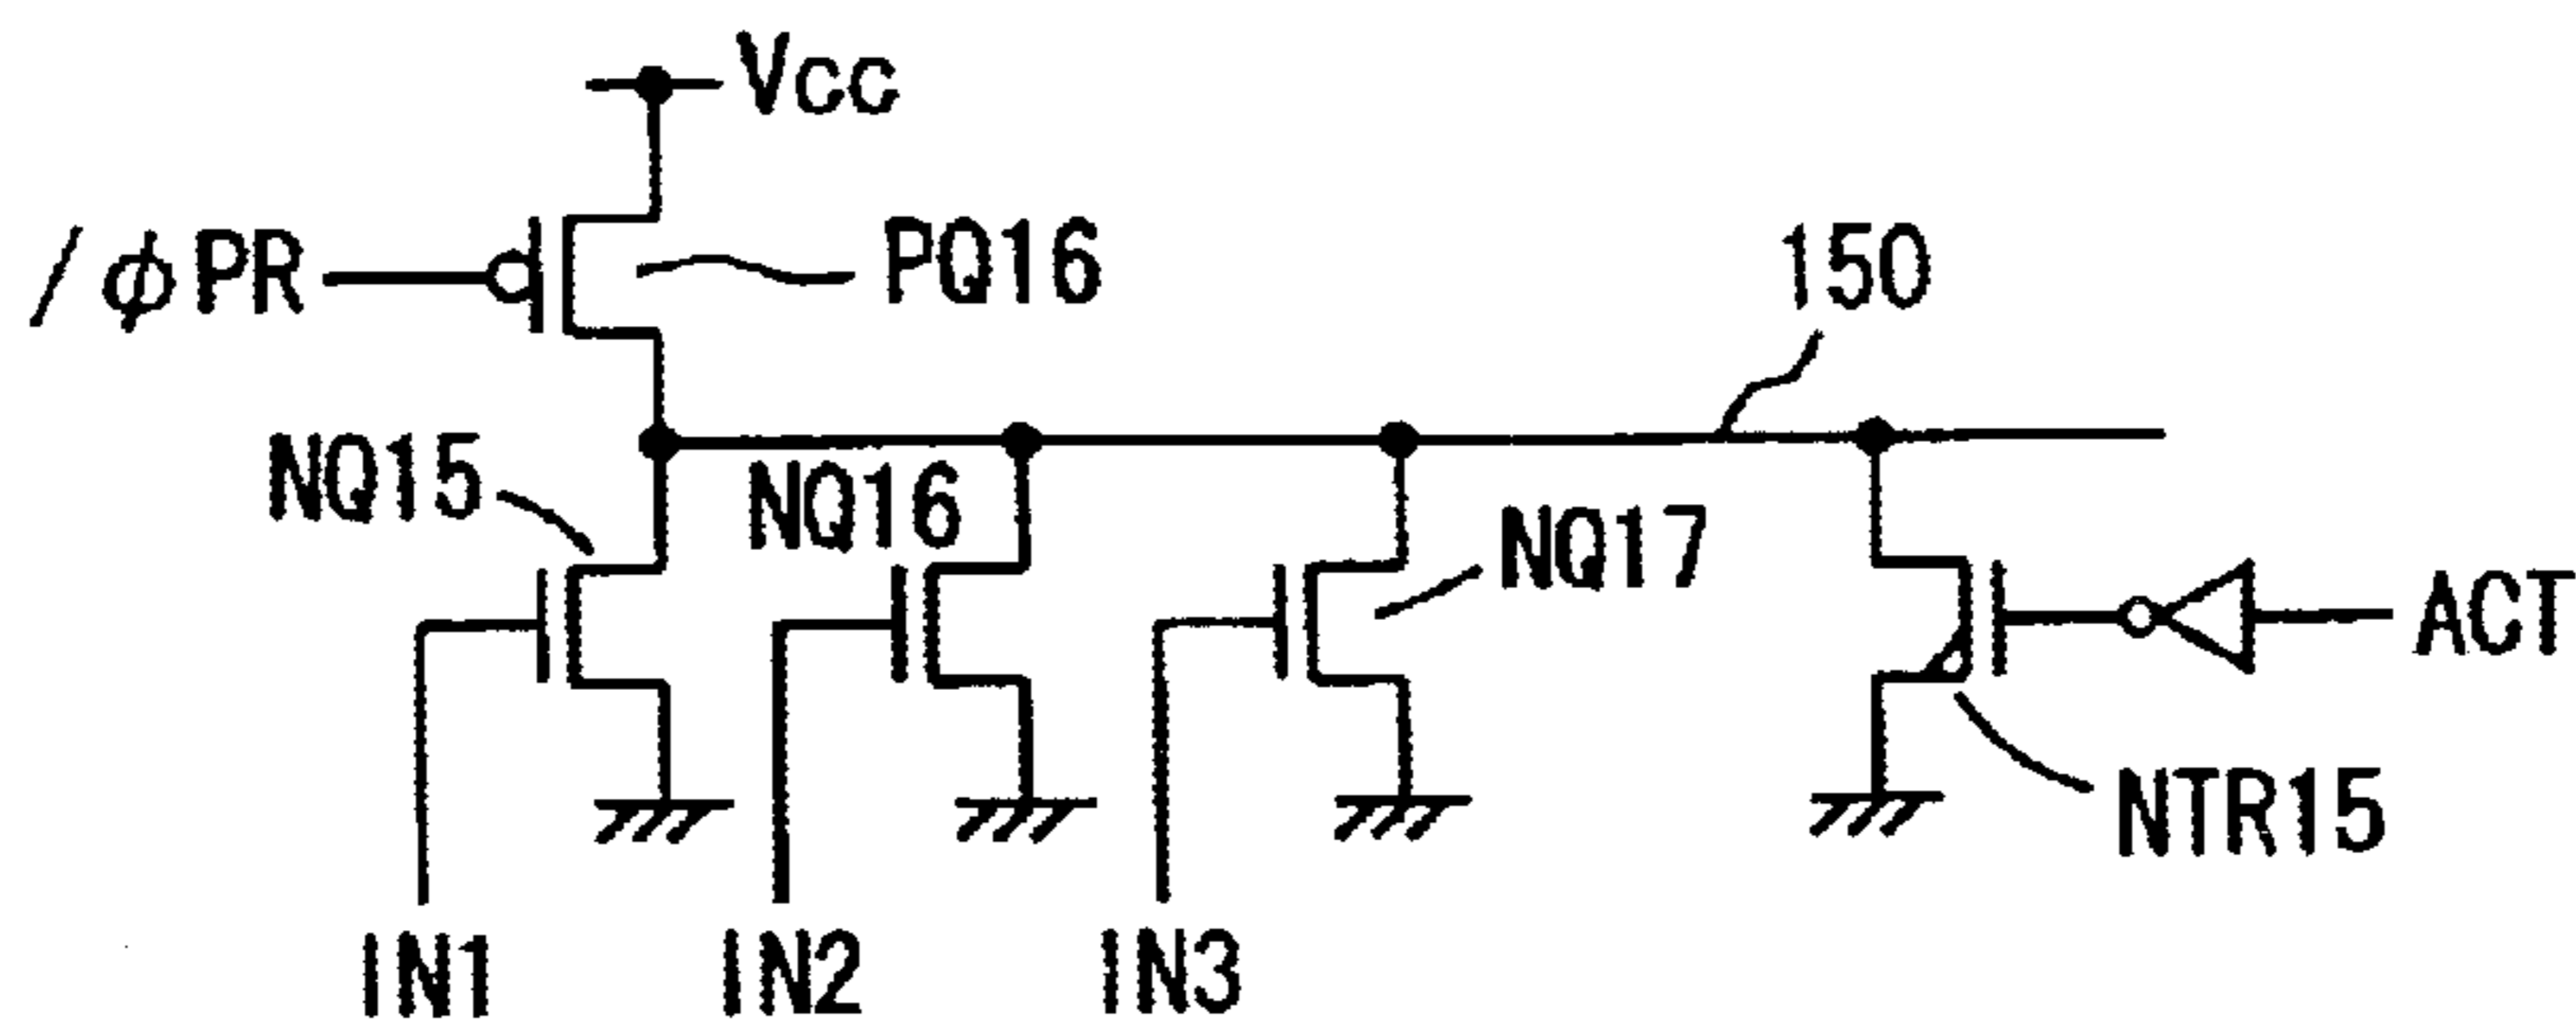 Vcc
/φPR
PQ16
150
NQ15
NQ16
NQ17
ACT
NTR15
IN1
IN2
IN3